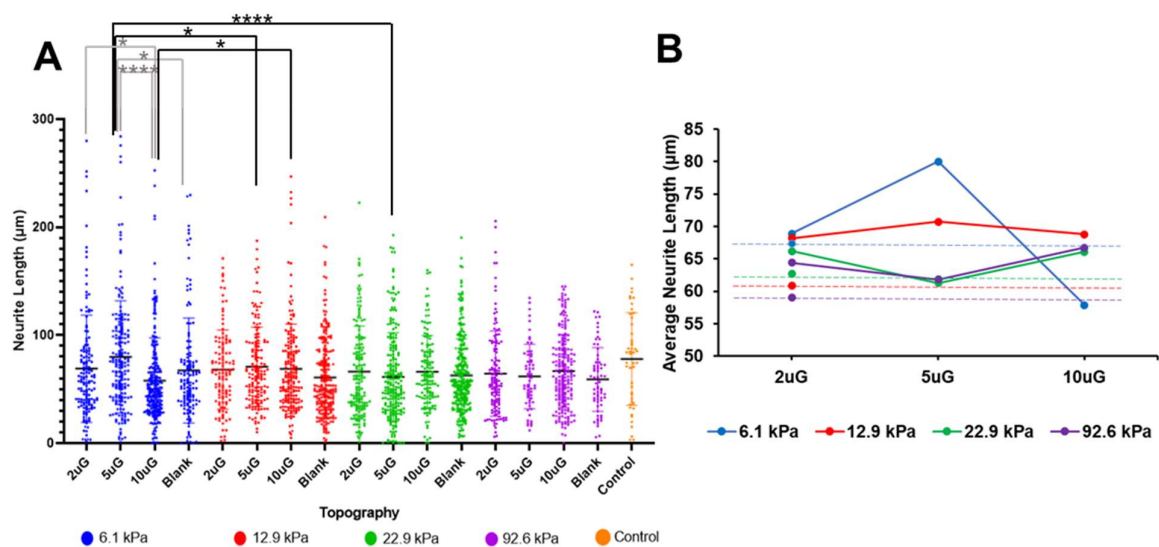 A
****
*
*
*
*
****
Neurite Length (µm)
300
200
100
0
2uG
5uG
10uG
Blank
2uG
5uG
10uG
Blank
2uG
5uG
10uG
Blank
2uG
5uG
10uG
Blank
Control
Topography
6.1 kPa
12.9 kPa
22.9 kPa
92.6 kPa
Control
B
Average Neurite Length (µm)
85
80
75
70
65
60
55
50
2uG
5uG
10uG
6.1 kPa
12.9 kPa
22.9 kPa
92.6 kPa